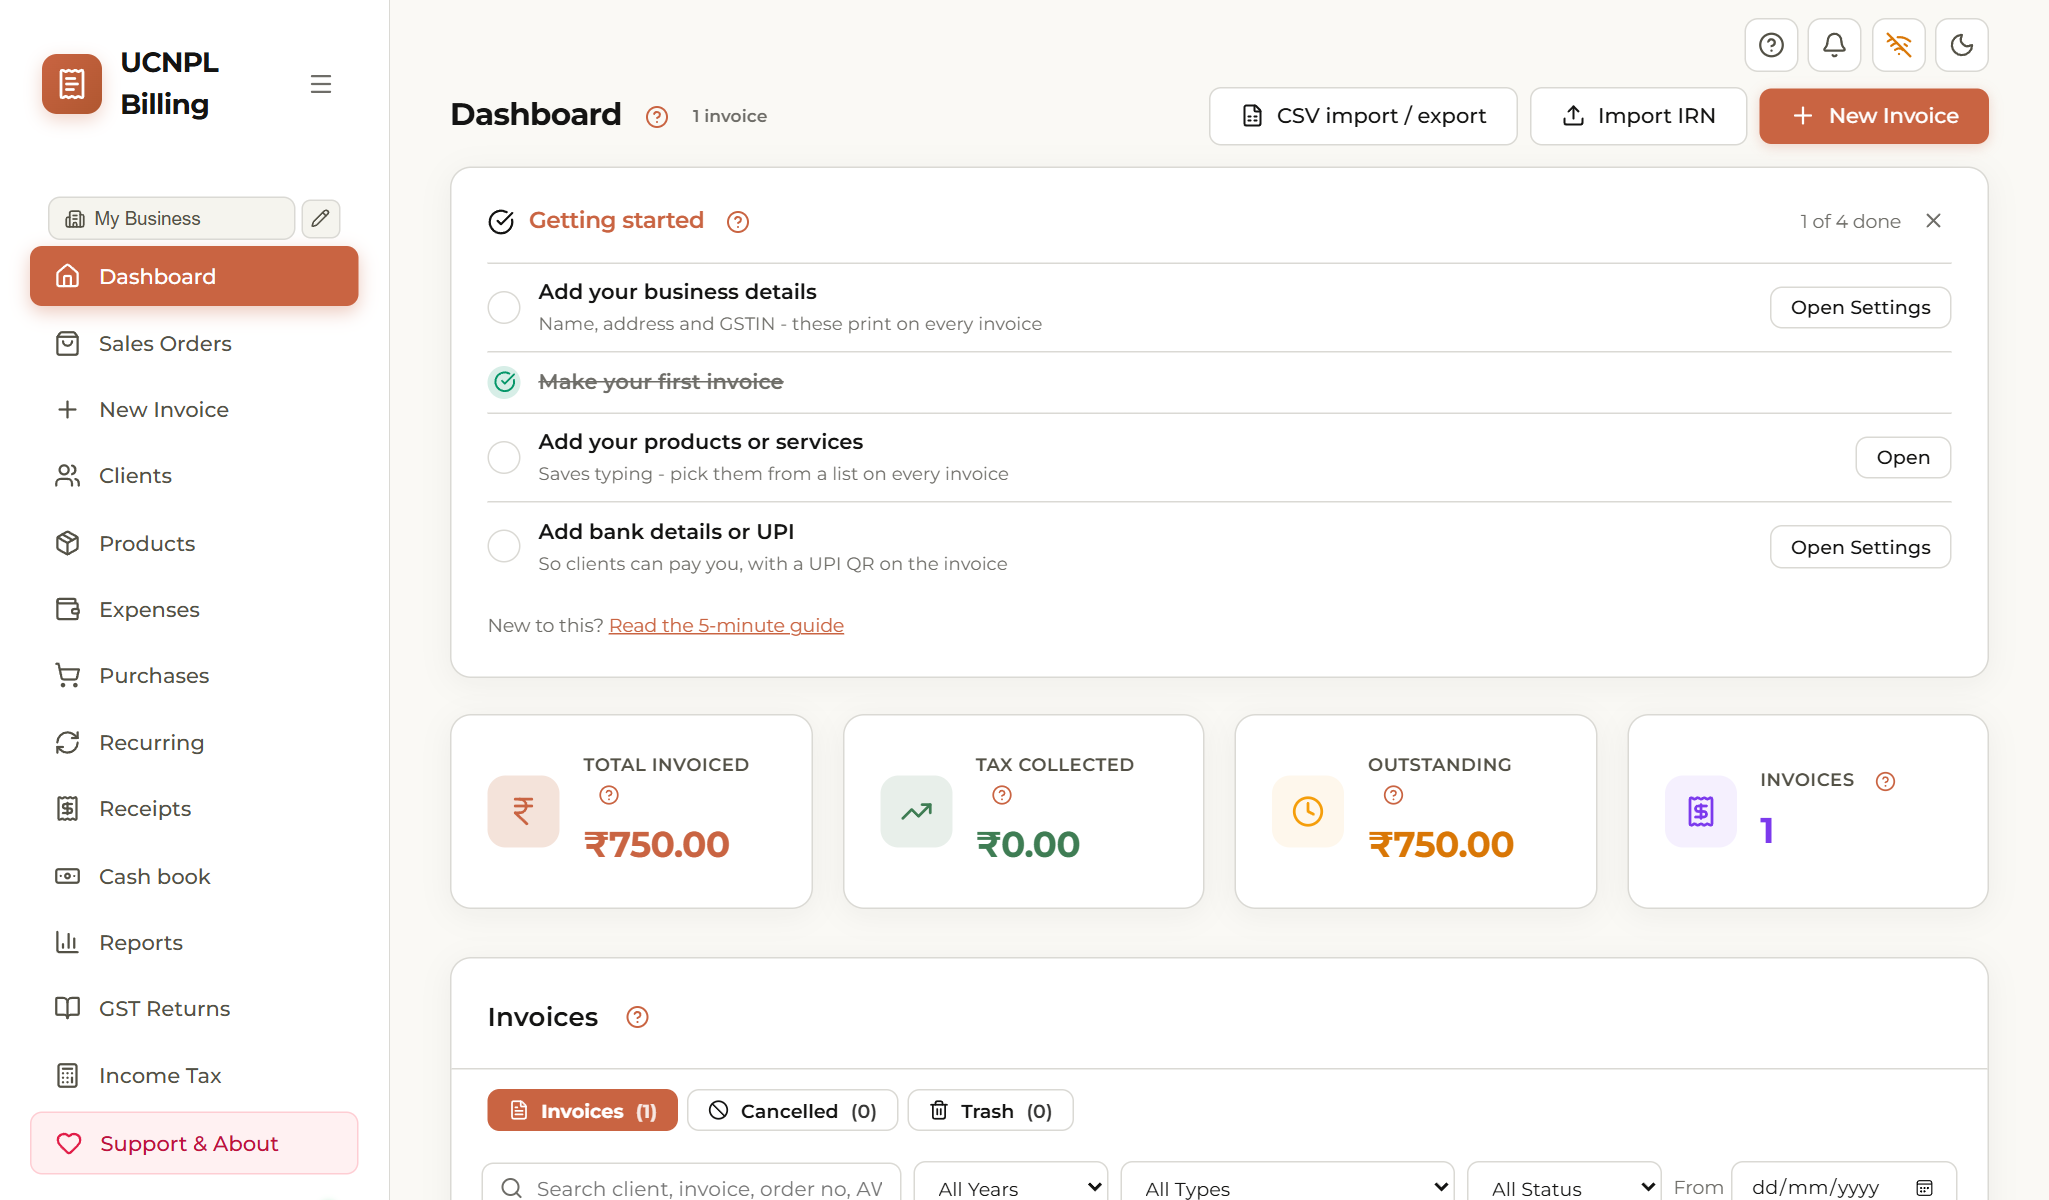 UCNPL
Billing
My Business
Dashboard
Sales Orders
New Invoice
Clients
Products
Expenses
Purchases
Recurring
Receipts
Cash book
Reports
GST Returns
Income Tax
Support & About
Dashboard
1 invoice
CSV import / export
Import IRN
New Invoice
Getting started
1 of 4 done
Add your business details
Name, address and GSTIN - these print on every invoice
Open Settings
Make your first invoice
Add your products or services
Saves typing - pick them from a list on every invoice
Open
Add bank details or UPI
So clients can pay you, with a UPI QR on the invoice
Open Settings
New to this? Read the 5-minute guide
TOTAL INVOICED
₹750.00
TAX COLLECTED
₹0.00
OUTSTANDING
₹750.00
INVOICES
1
Invoices
Invoices (1)
Cancelled (0)
Trash (0)
Search client, invoice, order no, AW
All Years
All Types
All Status
From
dd/mm/yyyy